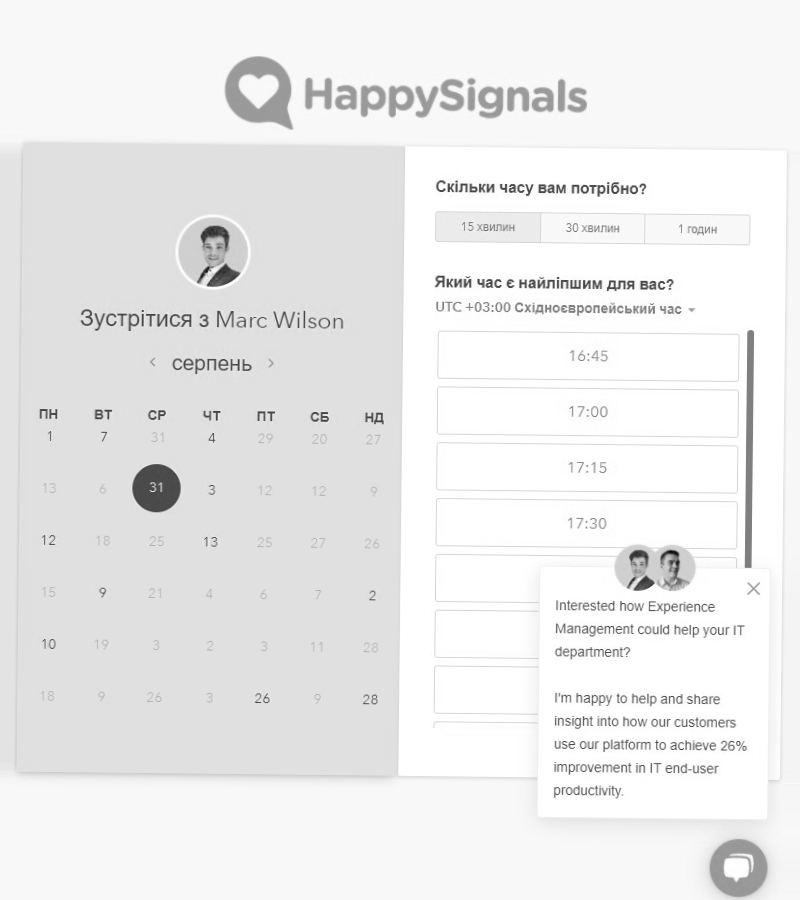 HappySignals
Зустрітися з Marc Wilson
серпень
ПН ВТ СР ЧТ ПТ СБ НД
1 7 31 4 29 20 27
13 6 31 3 12 12 9
12 18 25 13 25 27 26
15 9 21 4 6 7 2
10 19 3 2 3 11 28
18 9 26 3 26 9 28
Скільки часу вам потрібно?
15 хвилин 30 хвилин 1 годин
Який час є найліпшим для вас?
UTC +03:00 Східноєвропейський час
16:45
17:00
17:15
17:30
Interested how Experience
Management could help your IT
department?
I'm happy to help and share
insight into how our customers
use our platform to achieve 26%
improvement in IT end-user
productivity.